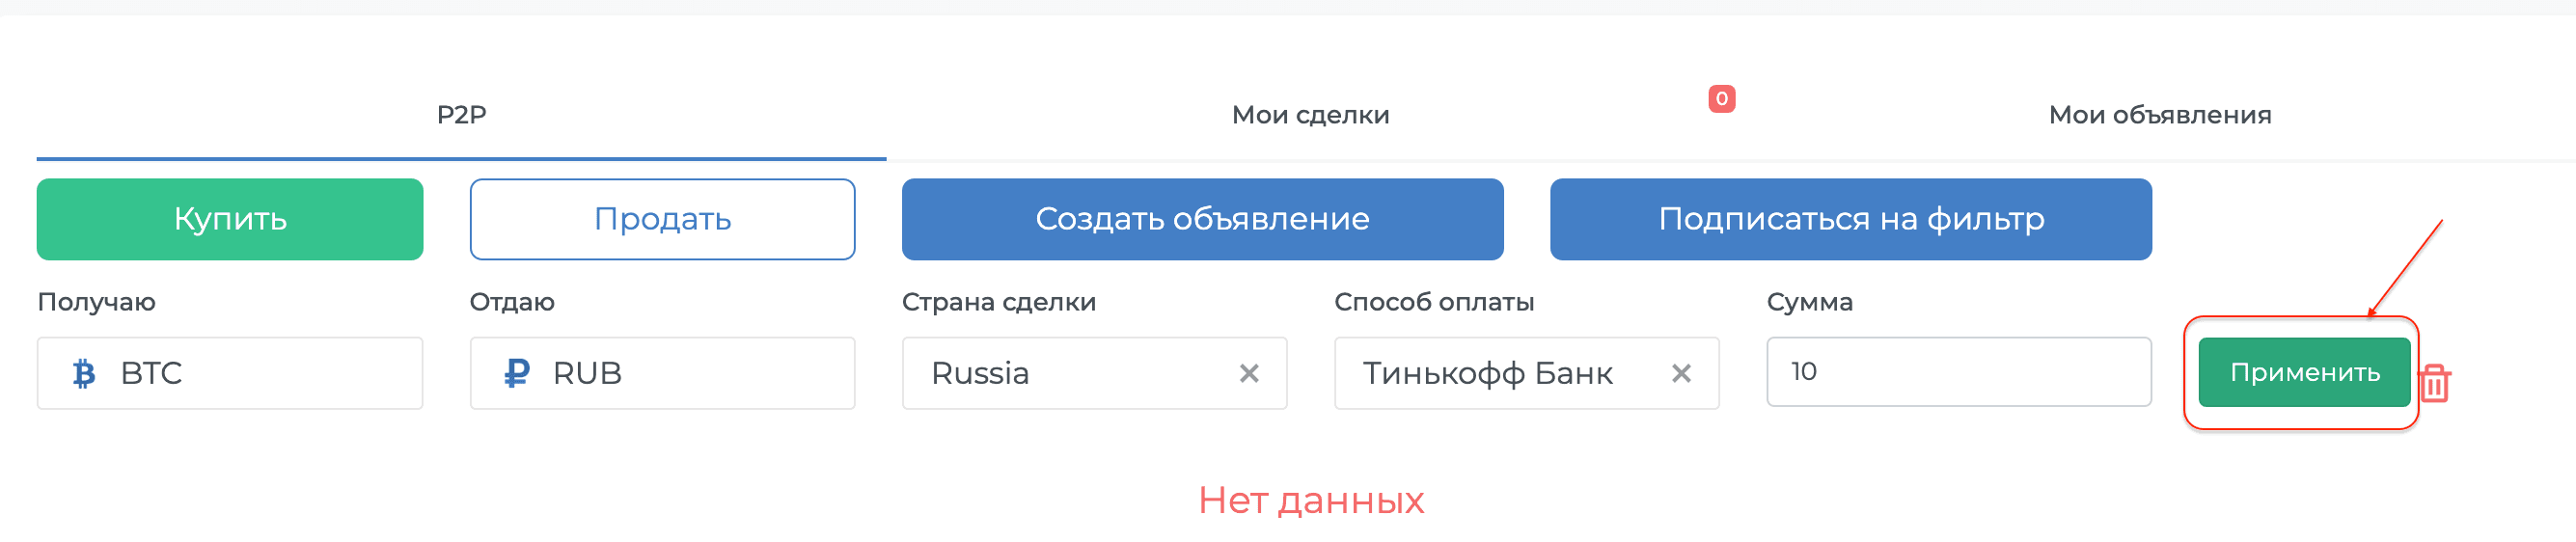 P2P
Мои сделки
0
Мои объявления
Купить
Продать
Создать объявление
Подписаться на фильтр
Получаю
Отдаю
Страна сделки
Способ оплаты
Сумма
BTC
RUB
Russia
Тинькофф Банк
10
Применить
Нет данных